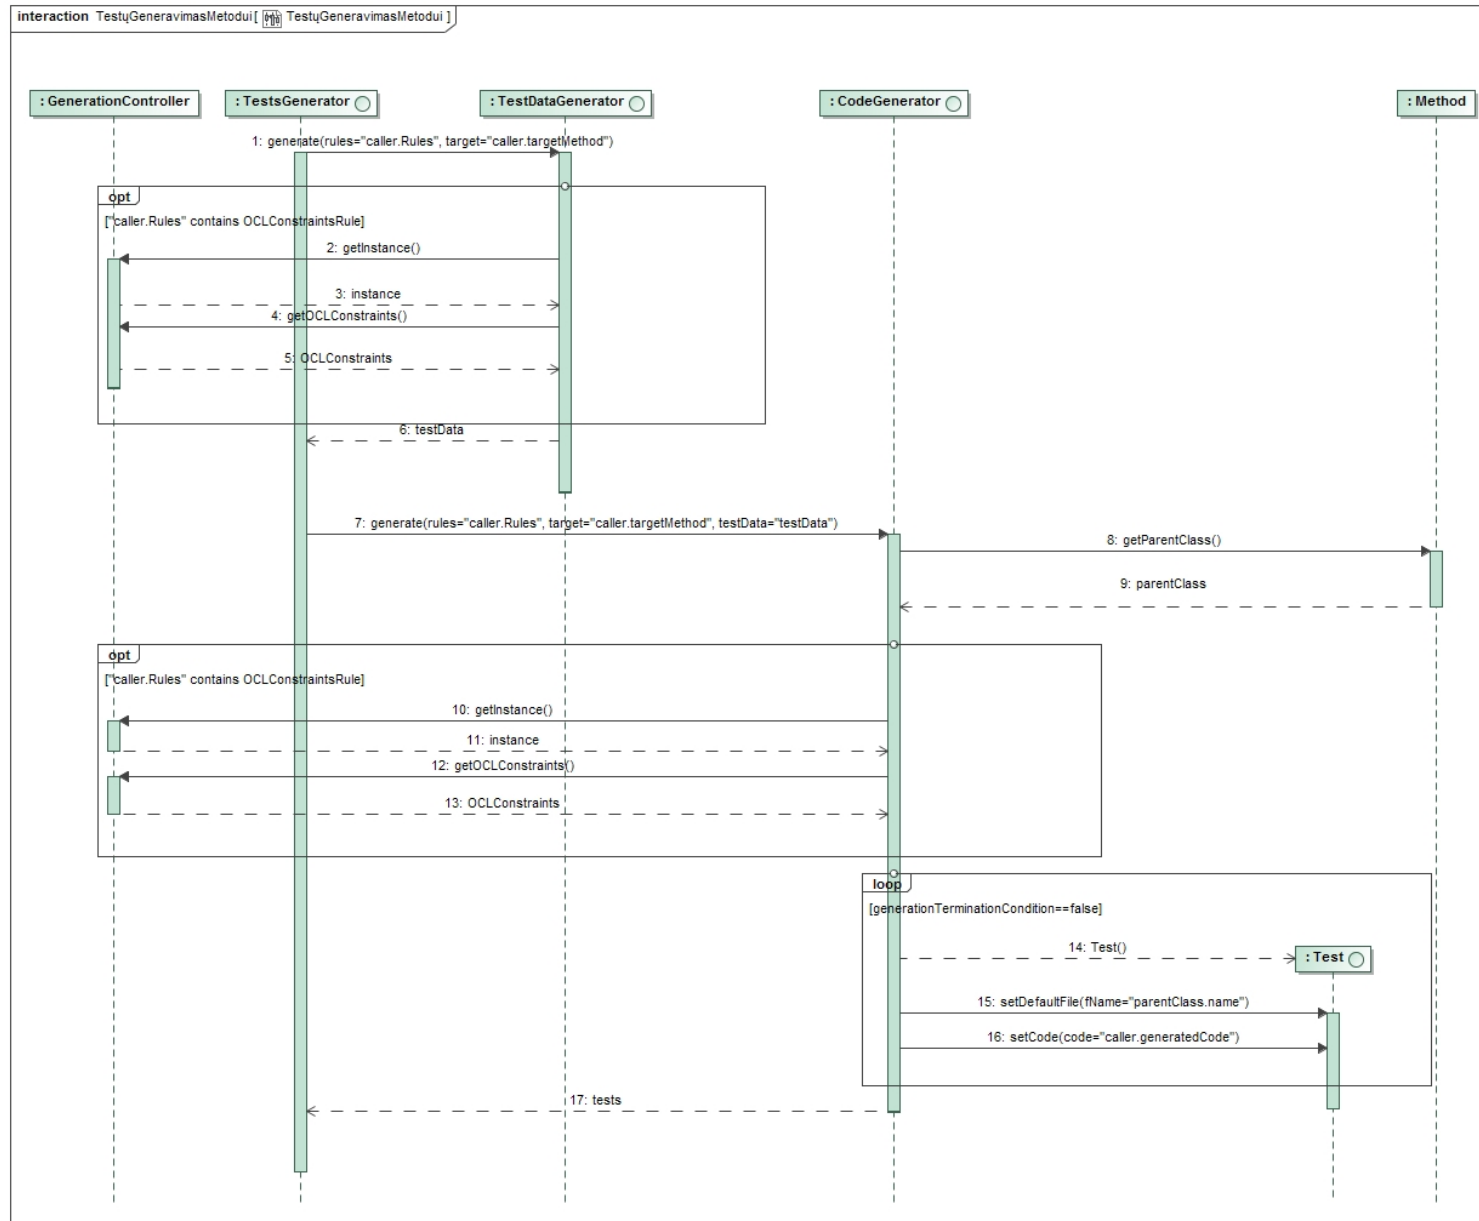 interaction TestųGeneravimasMetodui [ TestųGeneravimasMetodui ]
: GenerationController
: TestsGenerator
: TestDataGenerator
: CodeGenerator
: Method
1: generate(rules="caller.Rules", target="caller.targetMethod")
opt
["caller.Rules" contains OCLConstraintsRule]
2: getInstance()
3: instance
4: getOCLConstraints()
5: OCLConstraints
6: testData
7: generate(rules="caller.Rules", target="caller.targetMethod", testData="testData")
8: getParentClass()
9: parentClass
opt
["caller.Rules" contains OCLConstraintsRule]
10: getInstance()
11: instance
12: getOCLConstraints()
13: OCLConstraints
loop
[generationTerminationCondition==false]
14: Test()
: Test
15: setDefaultFile(fName="parentClass.name")
16: setCode(code="caller.generatedCode")
17: tests